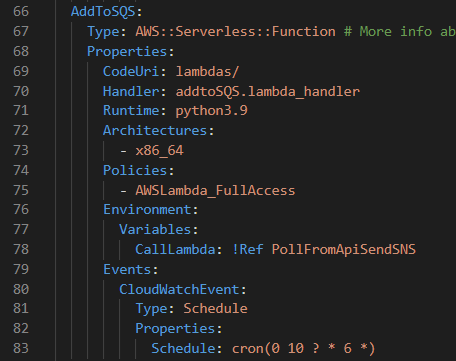 66 AddToSQS:
67 Type: AWS::Serverless::Function # More info ab
68 Properties:
69 CodeUri: lambdas/
70 Handler: addtoSQS.lambda_handler
71 Runtime: python3.9
72 Architectures:
73 - x86_64
74 Policies:
75 - AWSLambda_FullAccess
76 Environment:
77 Variables:
78 CallLambda: !Ref PollFromApiSendSNS
79 Events:
80 CloudWatchEvent:
81 Type: Schedule
82 Properties:
83 Schedule: cron(0 10 ? * 6 *)